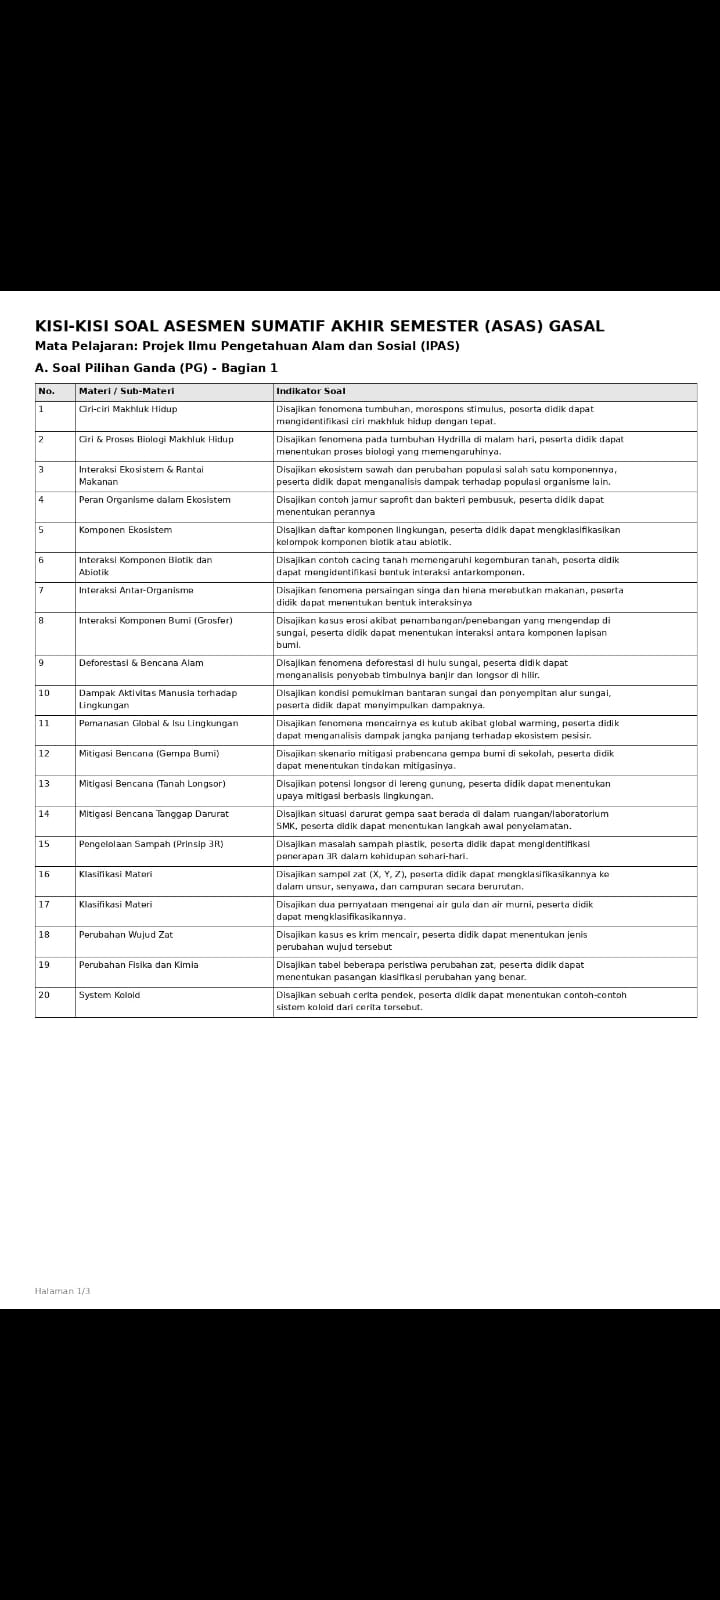 KISI-KISI SOAL ASESMEN SUMATIF AKHIR SEMESTER (ASAS) GASAL
Mata Pelajaran: Projek Ilmu Pengetahuan Alam dan Sosial (IPAS)
A. Soal Pilihan Ganda (PG) - Bagian 1
No. Materi / Sub-Materi Indikator Soal
1 Ciri-ciri Makhluk Hidup Disajikan fenomena tumbuhan, merespons stimulus, peserta didik dapat
mengidentifikasi ciri makhluk hidup dengan tepat.
2 Ciri & Proses Biologi Makhluk Hidup Disajikan fenomena pada tumbuhan Hydrilla di malam hari, peserta didik dapat
menentukan proses biologi yang memengaruhinya.
3 Interaksi Ekosistem & Rantai Disajikan ekosistem sawah dan perubahan populasi salah satu komponennya,
Makanan peserta didik dapat menganalisis dampak terhadap populasi organisme lain.
4 Peran Organisme dalam Ekosistem Disajikan contoh jamur saprofit dan bakteri pembusuk, peserta didik dapat
menentukan perannya
5 Komponen Ekosistem Disajikan daftar komponen lingkungan, peserta didik dapat mengklasifikasikan
kelompok komponen biotik atau abiotik.
6 Interaksi Komponen Biotik dan Disajikan contoh cacing tanah memengaruhi kegemburan tanah, peserta didik
Abiotik dapat mengidentifikasi bentuk interaksi antarkomponen.
7 Interaksi Antar-Organisme Disajikan fenomena persaingan singa dan hiena merebutkan makanan, peserta
didik dapat menentukan bentuk interaksinya
8 Interaksi Komponen Bumi (Grosfer) Disajikan kasus erosi akibat penambangan/penebangan yang mengendap di
sungai, peserta didik dapat menentukan interaksi antara komponen lapisan
bumi.
9 Deforestasi & Bencana Alam Disajikan fenomena deforestasi di hulu sungai, peserta didik dapat
menganalisis penyebab timbulnya banjir dan longsor di hilir.
10 Dampak Aktivitas Manusia terhadap Disajikan kondisi pemukiman bantaran sungai dan penyempitan alur sungai,
Lingkungan peserta didik dapat menyimpulkan dampaknya.
11 Pemanasan Global & Isu Lingkungan Disajikan fenomena mencairnya es kutub akibat global warming, peserta didik
dapat menganalisis dampak jangka panjang terhadap ekosistem pesisir.
12 Mitigasi Bencana (Gempa Bumi) Disajikan skenario mitigasi prabencana gempa bumi di sekolah, peserta didik
dapat menentukan tindakan mitigasinya.
13 Mitigasi Bencana (Tanah Longsor) Disajikan potensi longsor di lereng gunung, peserta didik dapat menentukan
upaya mitigasi berbasis lingkungan.
14 Mitigasi Bencana Tanggap Darurat Disajikan situasi darurat gempa saat berada di dalam ruangan/laboratorium
SMK, peserta didik dapat menentukan langkah awal penyelamatan.
15 Pengelolaan Sampah (Prinsip 3R) Disajikan masalah sampah plastik, peserta didik dapat mengidentifikasi
penerapan 3R dalam kehidupan sehari-hari.
16 Klasifikasi Materi Disajikan sampel zat (X, Y, Z), peserta didik dapat mengklasifikasikannya ke
dalam unsur, senyawa, dan campuran secara berurutan.
17 Klasifikasi Materi Disajikan dua pernyataan mengenai air gula dan air murni, peserta didik
dapat mengklasifikasikannya.
18 Perubahan Wujud Zat Disajikan kasus es krim mencair, peserta didik dapat menentukan jenis
perubahan wujud tersebut
19 Perubahan Fisika dan Kimia Disajikan tabel beberapa peristiwa perubahan zat, peserta didik dapat
menentukan pasangan klasifikasi perubahan yang benar.
20 System Koloid Disajikan sebuah cerita pendek, peserta didik dapat menentukan contoh-contoh
sistem koloid dari cerita tersebut.
Halaman 1/3